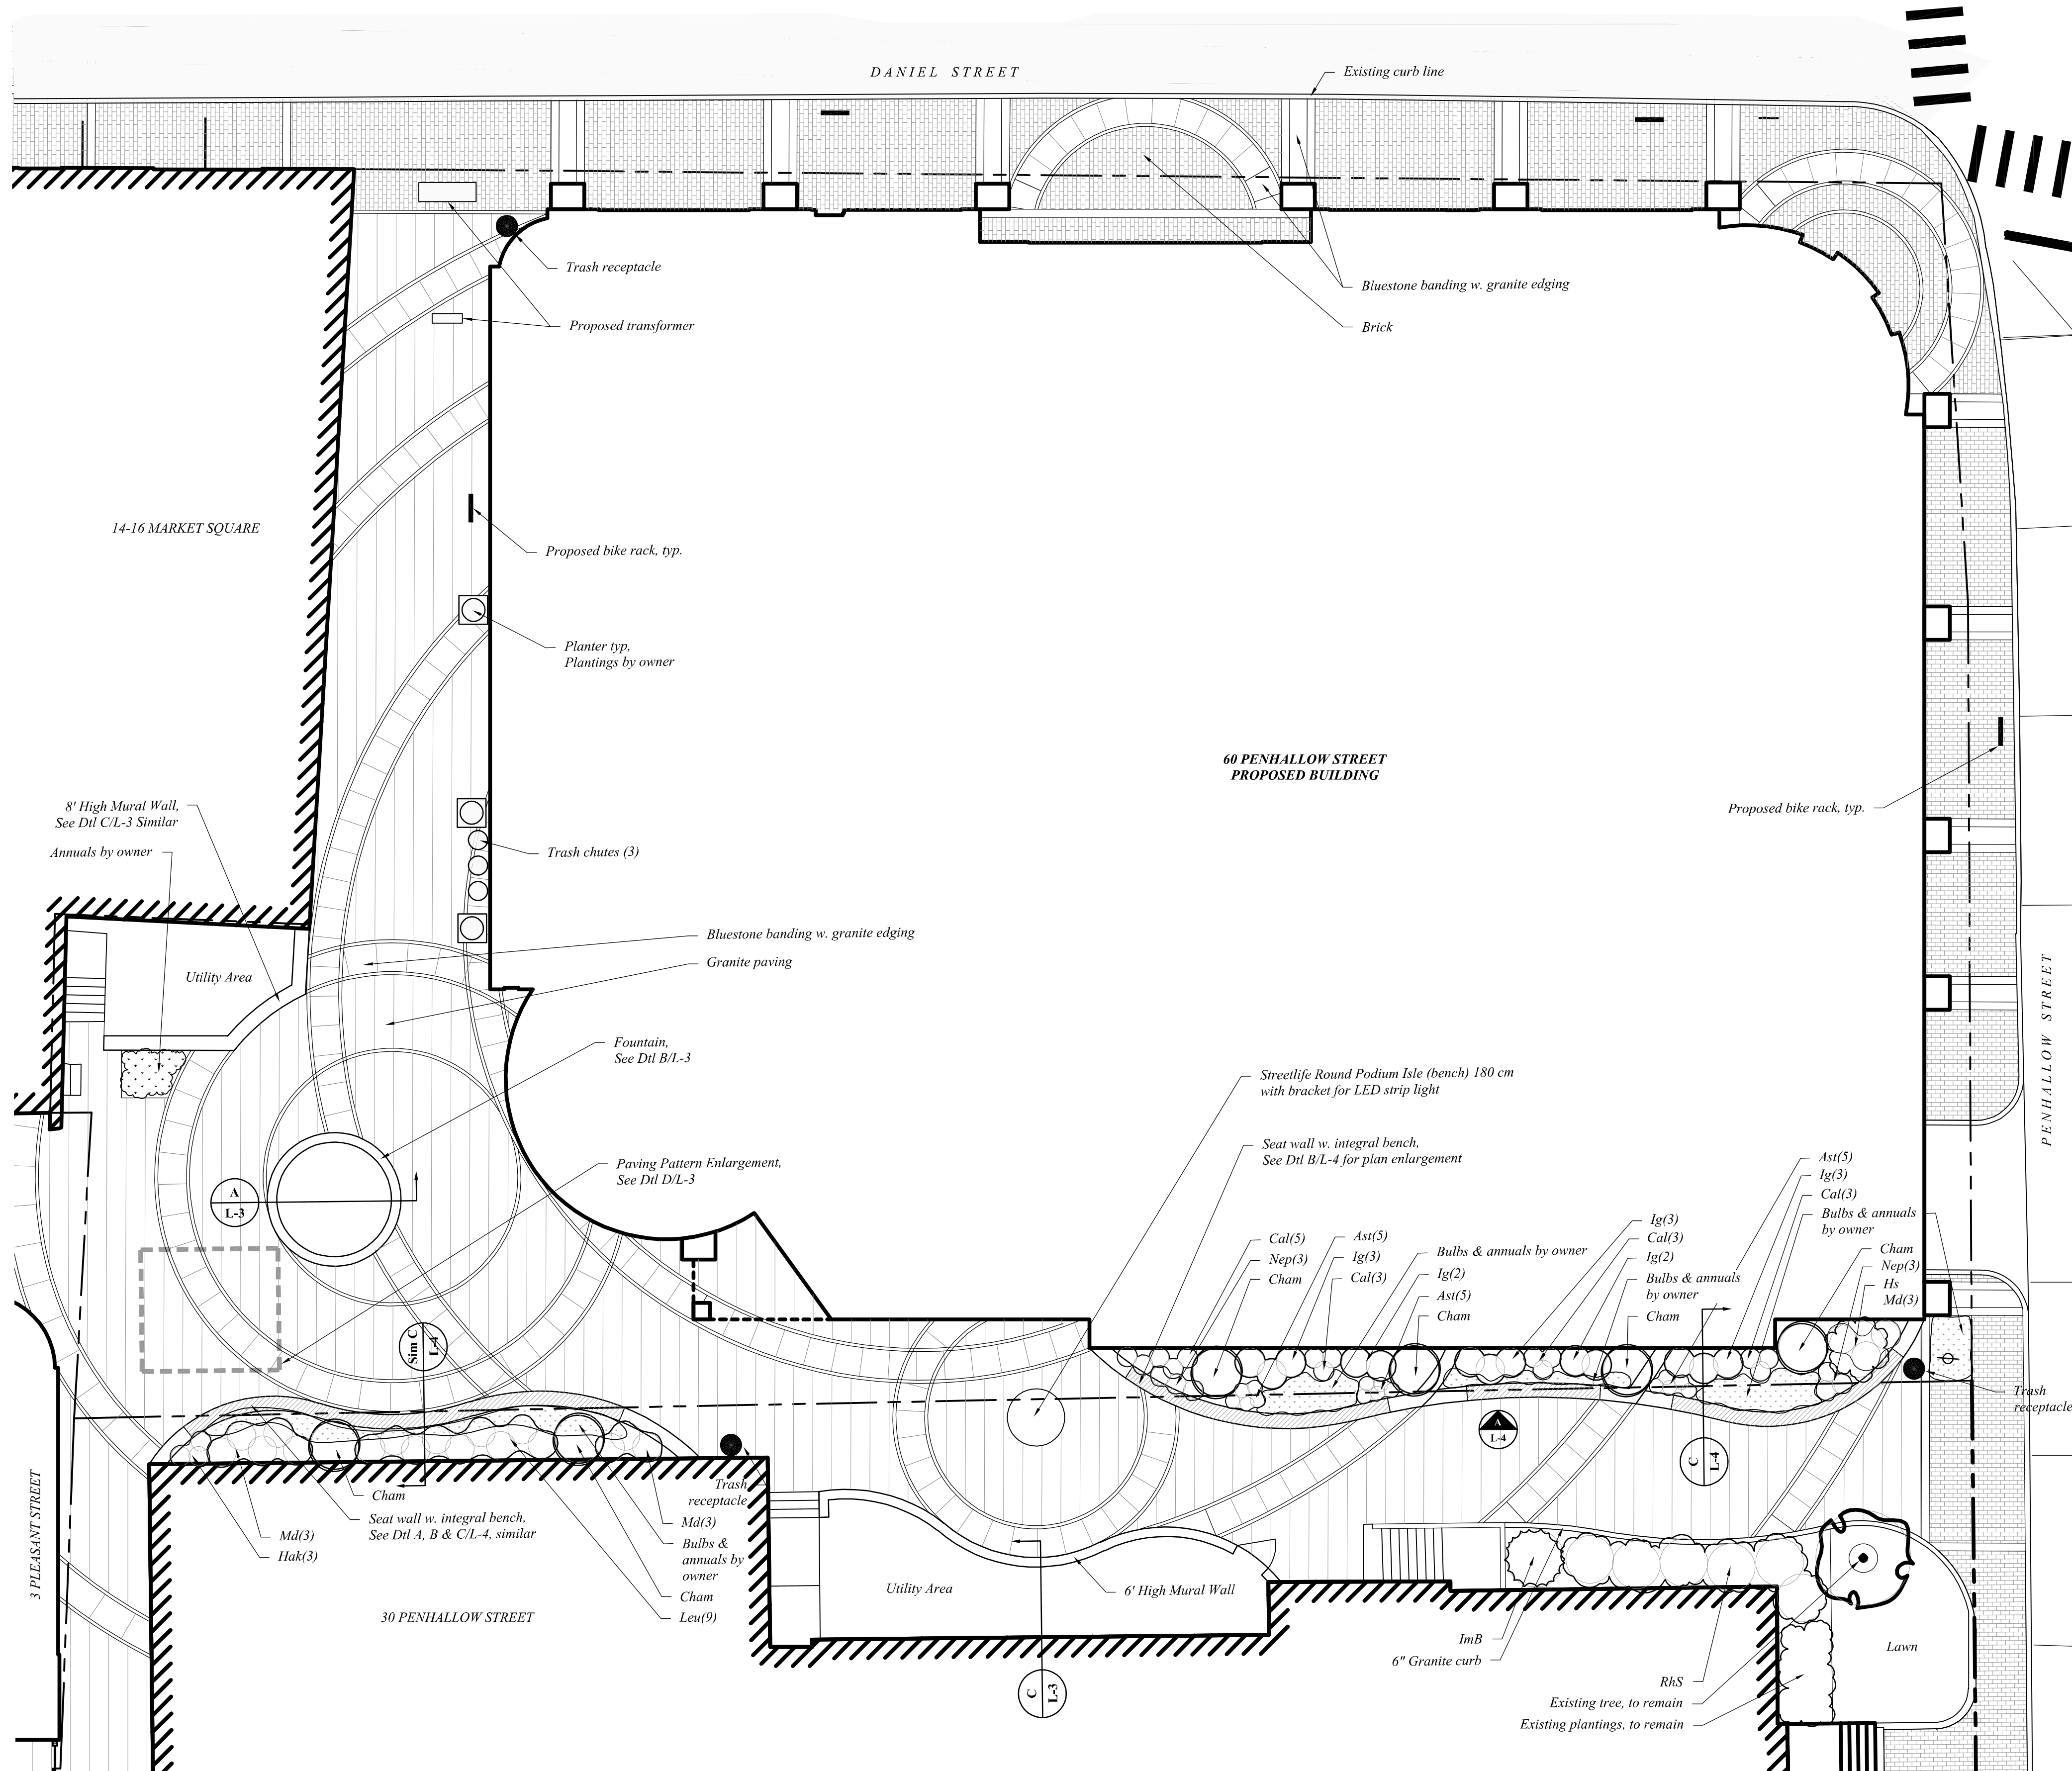 DANIEL STREET
Existing curb line
Trash receptacle
Proposed transformer
Bluestone banding w. granite edging
Brick
14-16 MARKET SQUARE
Proposed bike rack, typ.
Planter typ,
Plantings by owner
60 PENHALLOW STREET
PROPOSED BUILDING
Proposed bike rack, typ.
8' High Mural Wall,
See Dtl C/L-3 Similar
Annuals by owner
Trash chutes (3)
Bluestone banding w. granite edging
Granite paving
Utility Area
PENHALLOW STREET
Fountain,
See Dtl B/L-3
Streetlife Round Podium Isle (bench) 180 cm
with bracket for LED strip light
Seat wall w. integral bench,
See Dtl B/L-4 for plan enlargement
Paving Pattern Enlargement,
See Dtl D/L-3
A
L-3
Ast(5)
Ig(3)
Cal(3)
Bulbs & annuals
by owner
Cham
Nep(3)
Hs
Md(3)
Cal(5)
Nep(3)
Cham
Ast(5)
Ig(3)
Cal(3)
Bulbs & annuals by owner
Ig(2)
Ast(5)
Cham
Ig(3)
Cal(3)
Ig(2)
Bulbs & annuals
by owner
Cham
Sim C
L-4
Trash
receptacle
A
L-4
C
L-4
3 PLEASANT STREET
Cham
Seat wall w. integral bench,
See Dtl A, B & C/L-4, similar
Md(3)
Hak(3)
Trash
receptacle
Md(3)
Bulbs &
annuals by
owner
Cham
Leu(9)
30 PENHALLOW STREET
Utility Area
6' High Mural Wall
C
L-3
ImB
6" Granite curb
RhS
Existing tree, to remain
Existing plantings, to remain
Lawn